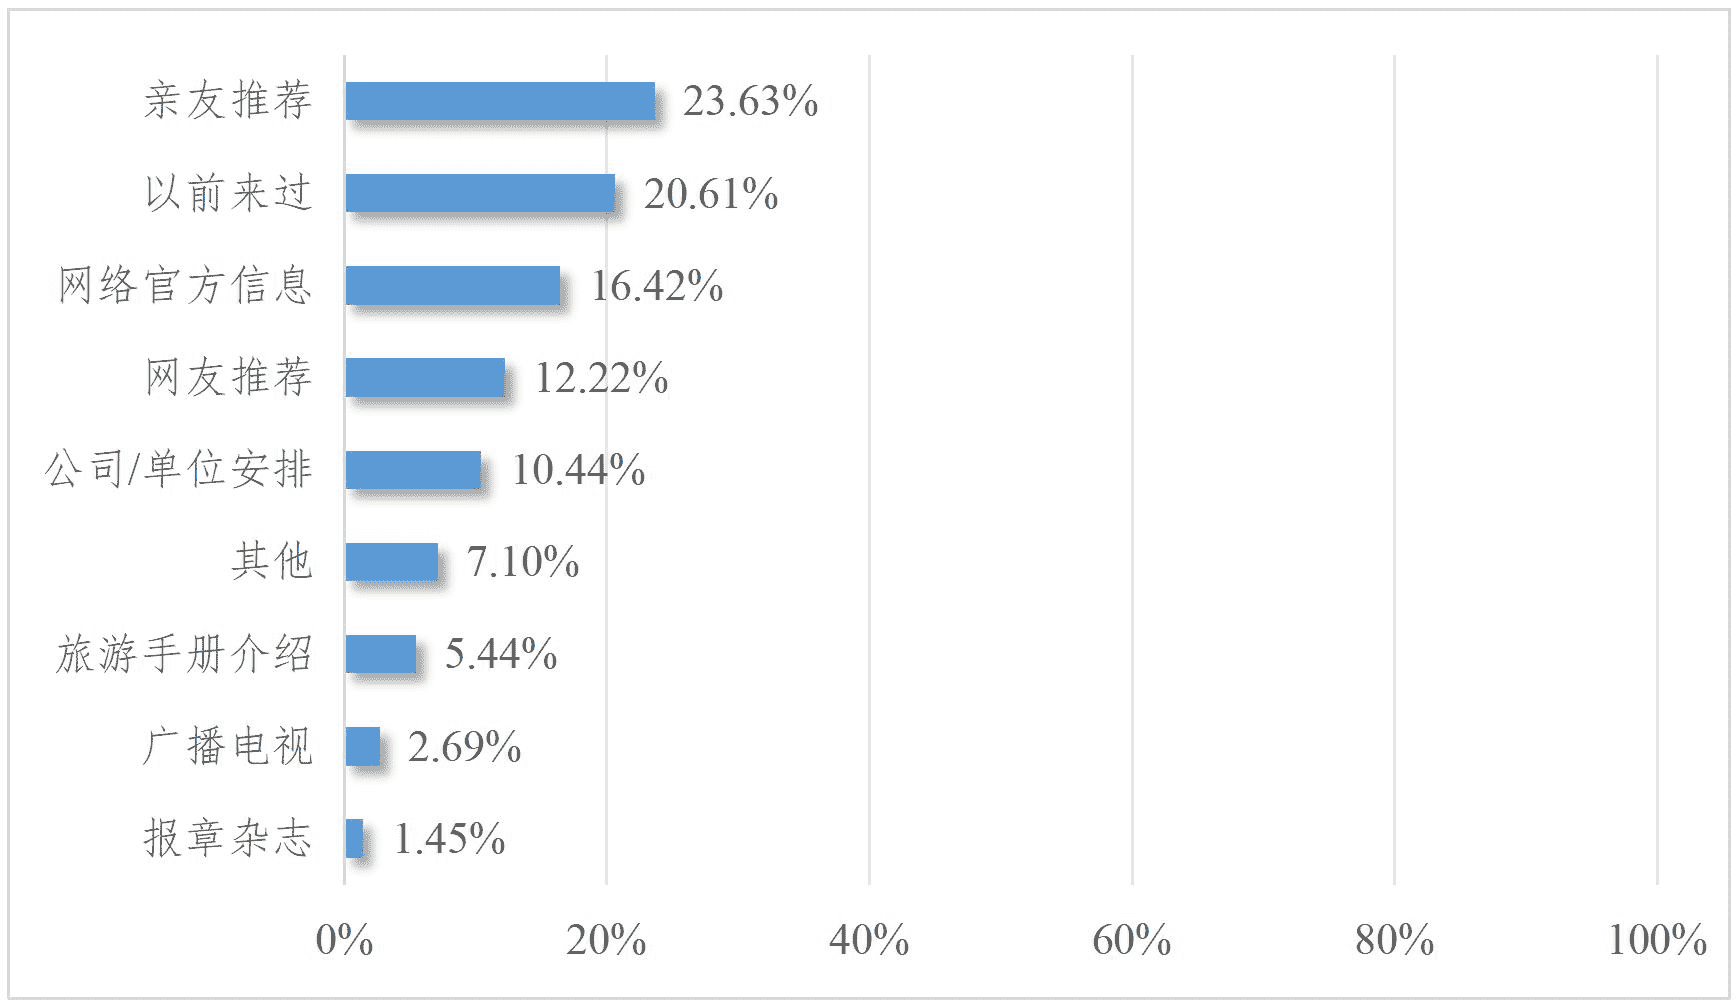 亲友推荐 23.63%
以前来过 20.61%
网络官方信息 16.42%
网友推荐 12.22%
公司/单位安排 10.44%
其他 7.10%
旅游手册介绍 5.44%
广播电视 2.69%
报章杂志 1.45%
0% 20% 40% 60% 80% 100%